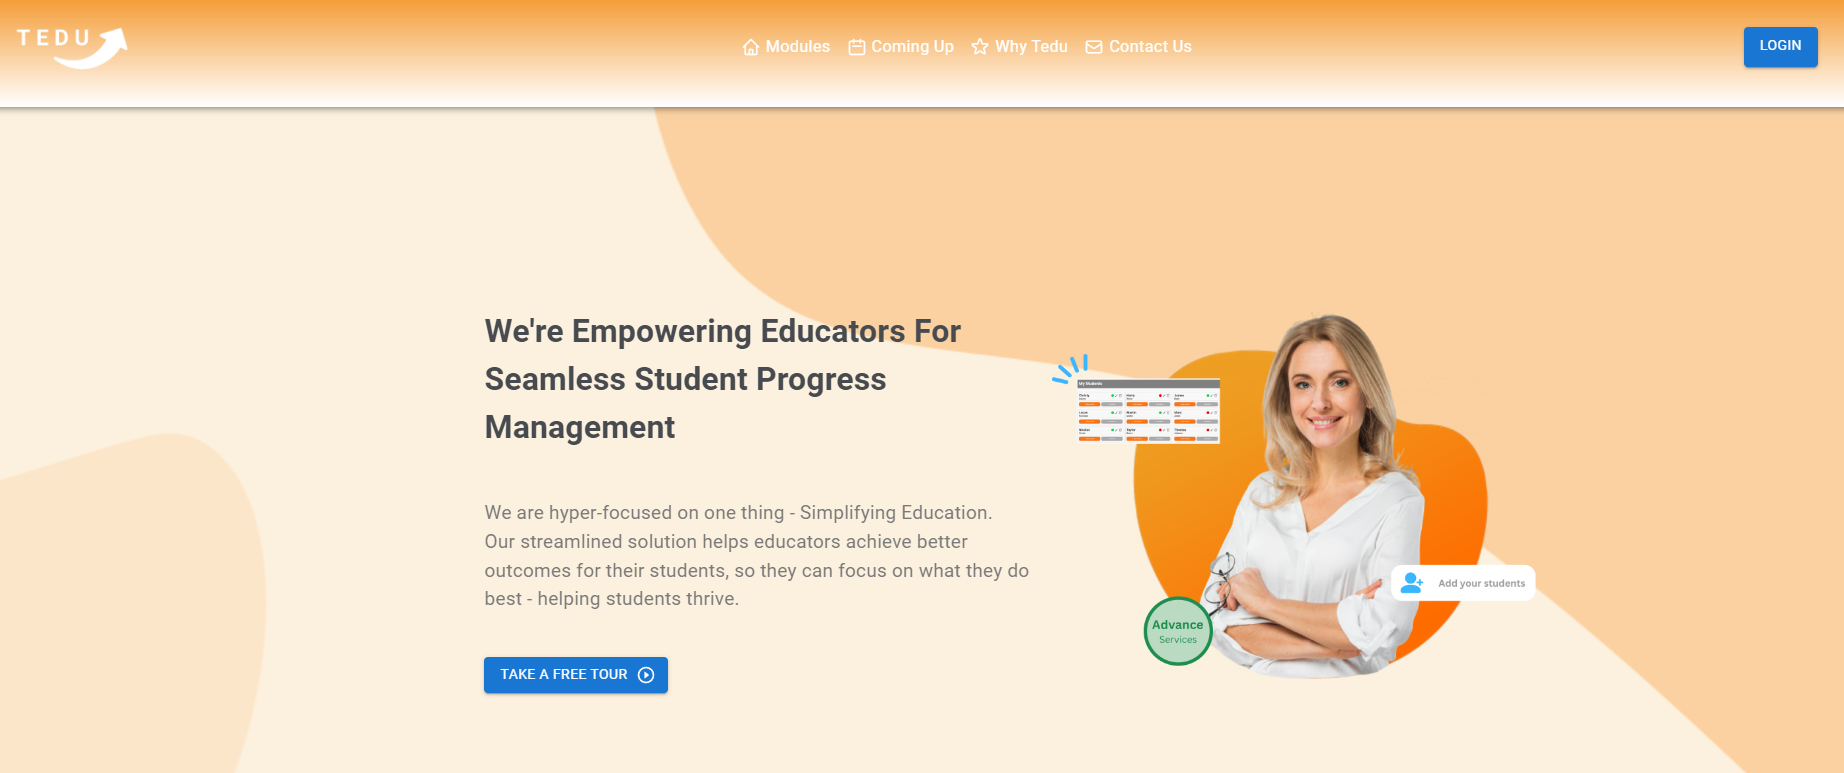 TEDU
Modules
Coming Up
Why Tedu
Contact Us
LOGIN
We're Empowering Educators For
Seamless Student Progress
Management
My Students
We are hyper-focused on one thing - Simplifying Education.
Our streamlined solution helps educators achieve better
outcomes for their students, so they can focus on what they do
best - helping students thrive.
Add your students
Advance
Services
TAKE A FREE TOUR